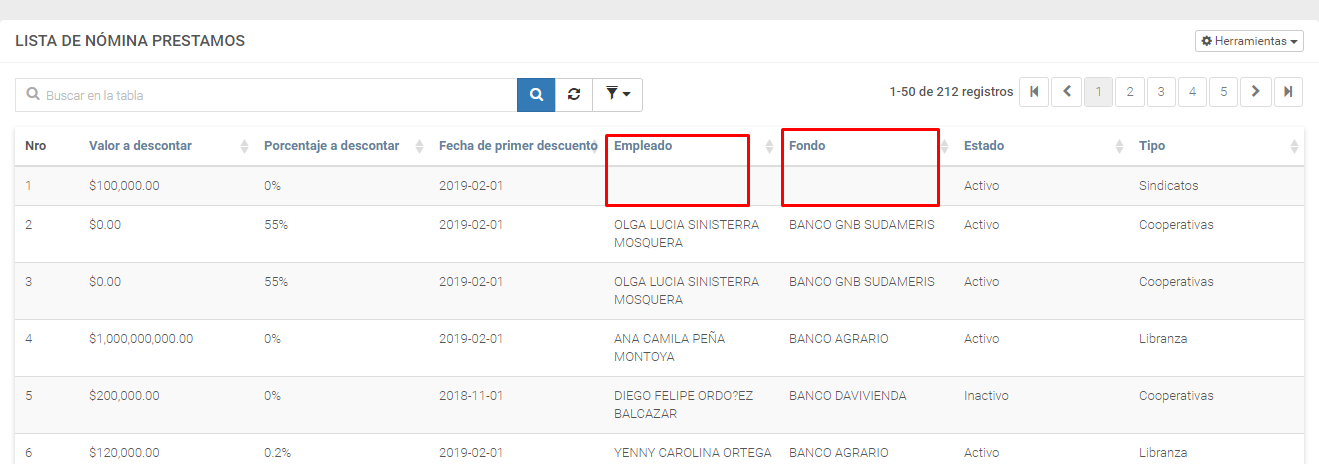 LISTA DE NÓMINA PRESTAMOS
Herramientas
Buscar en la tabla
1-50 de 212 registros 1 2 3 4 5
Nro Valor a descontar Porcentaje a descontar Fecha de primer descuento Empleado Fondo Estado Tipo
1 $100,000.00 0% 2019-02-01 Activo Sindicatos
2 $0.00 55% 2019-02-01 OLGA LUCIA SINISTERRA BANCO GNB SUDAMERIS Activo Cooperativas
MOSQUERA
3 $0.00 55% 2019-02-01 OLGA LUCIA SINISTERRA BANCO GNB SUDAMERIS Activo Cooperativas
MOSQUERA
4 $1,000,000,000.00 0% 2019-02-01 ANA CAMILA PEÑA BANCO AGRARIO Activo Libranza
MONTOYA
5 $200,000.00 0% 2018-11-01 DIEGO FELIPE ORDO?EZ BANCO DAVIVIENDA Inactivo Cooperativas
BALCAZAR
6 $120,000.00 0.2% 2019-02-01 YENNY CAROLINA ORTEGA BANCO AGRARIO Activo Libranza